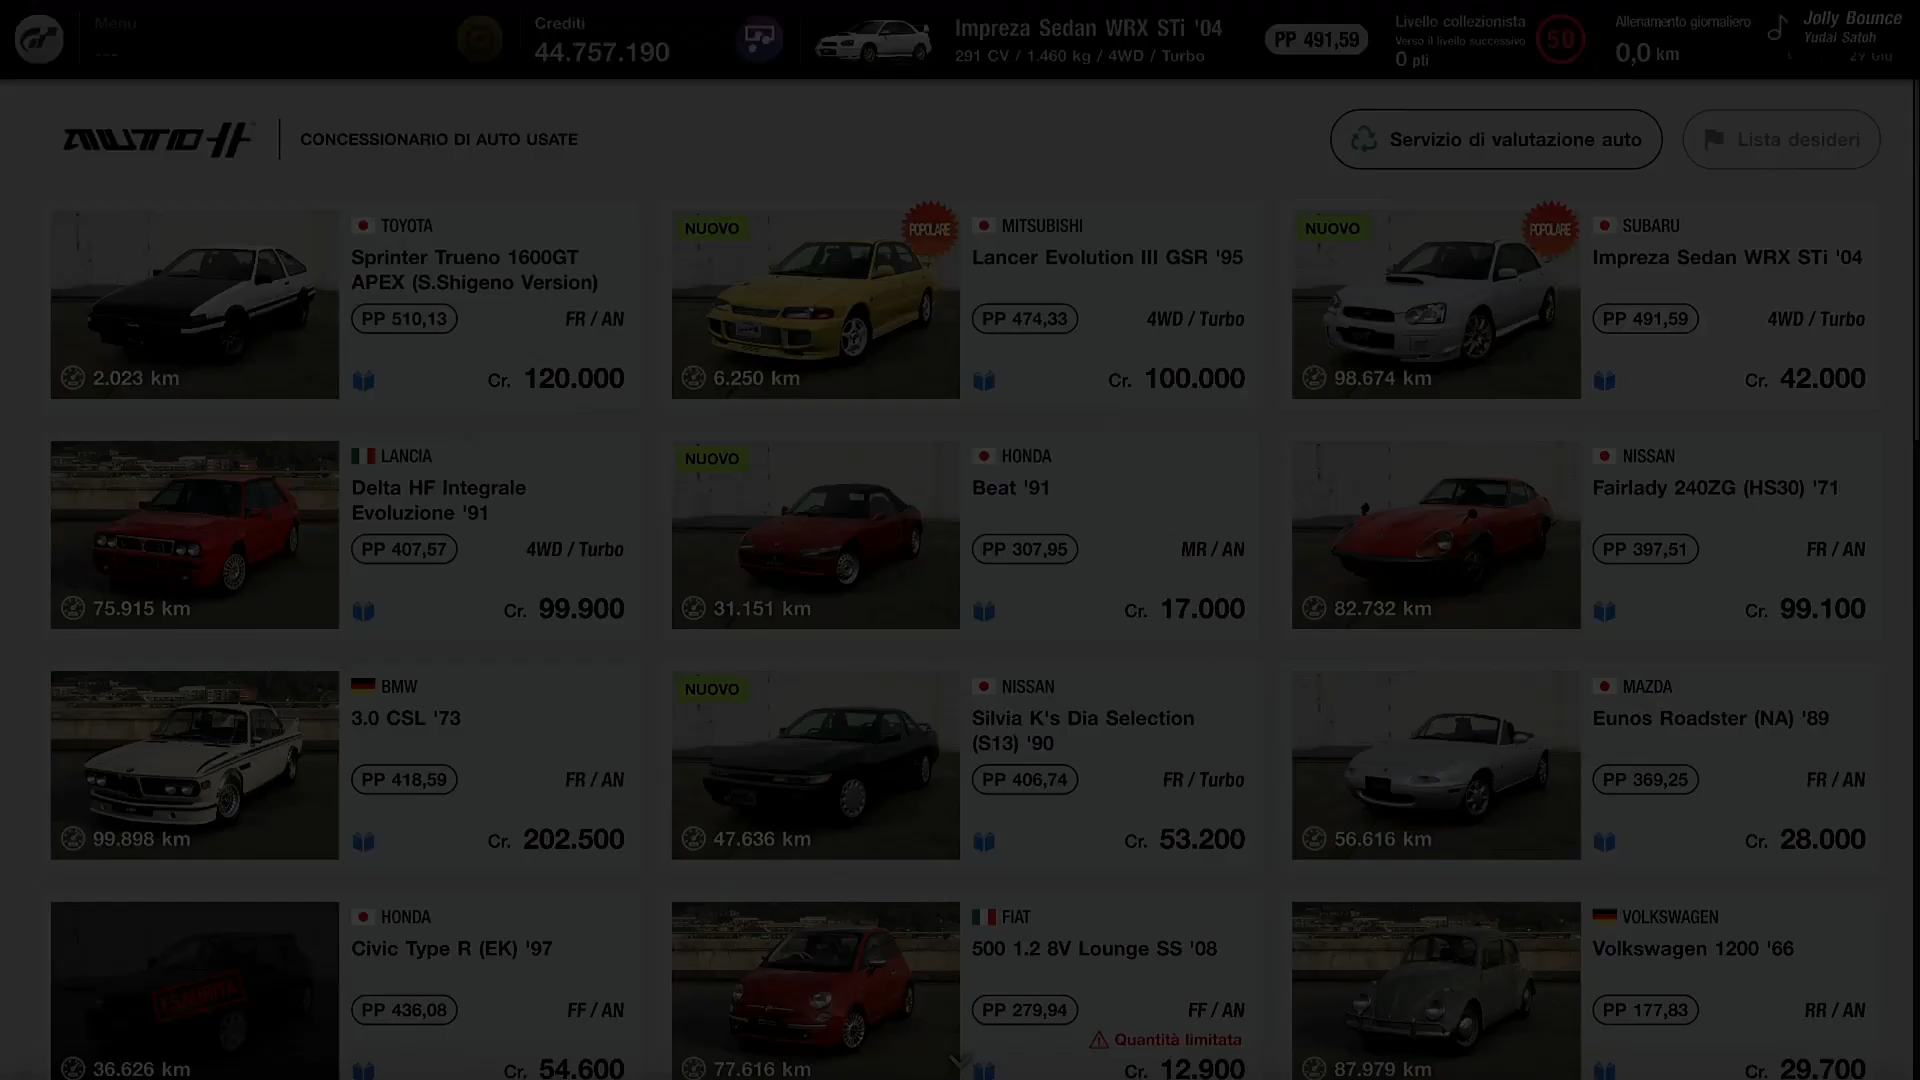 Menu
---
Crediti
44.757.190
Impreza Sedan WRX STi '04
291 CV / 1.460 kg / 4WD / Turbo
PP 491,59
Livello collezionista
Verso il livello successivo
0 pti
50
Allenamento giornaliero
0,0 km
Jolly Bounce
Yudai Satoh
29 Giu
AUTO
CONCESSIONARIO DI AUTO USATE
Servizio di valutazione auto
Lista desideri
2.023 km
TOYOTA
Sprinter Trueno 1600GT
APEX (S.Shigeno Version)
PP 510,13
FR / AN
Cr. 120.000
NUOVO
POPOLARE
6.250 km
MITSUBISHI
Lancer Evolution III GSR '95
PP 474,33
4WD / Turbo
Cr. 100.000
NUOVO
POPOLARE
98.674 km
SUBARU
Impreza Sedan WRX STi '04
PP 491,59
4WD / Turbo
Cr. 42.000
75.915 km
LANCIA
Delta HF Integrale
Evoluzione '91
PP 407,57
4WD / Turbo
Cr. 99.900
NUOVO
31.151 km
HONDA
Beat '91
PP 307,95
MR / AN
Cr. 17.000
82.732 km
NISSAN
Fairlady 240ZG (HS30) '71
PP 397,51
FR / AN
Cr. 99.100
99.898 km
BMW
3.0 CSL '73
PP 418,59
FR / AN
Cr. 202.500
NUOVO
47.636 km
NISSAN
Silvia K's Dia Selection
(S13) '90
PP 406,74
FR / Turbo
Cr. 53.200
56.616 km
MAZDA
Eunos Roadster (NA) '89
PP 369,25
FR / AN
Cr. 28.000
ESAURITA
36.626 km
HONDA
Civic Type R (EK) '97
PP 436,08
FF / AN
Cr. 54.600
77.616 km
FIAT
500 1.2 8V Lounge SS '08
PP 279,94
FF / AN
Quantità limitata
Cr. 12.900
87.979 km
VOLKSWAGEN
Volkswagen 1200 '66
PP 177,83
RR / AN
Cr. 29.700